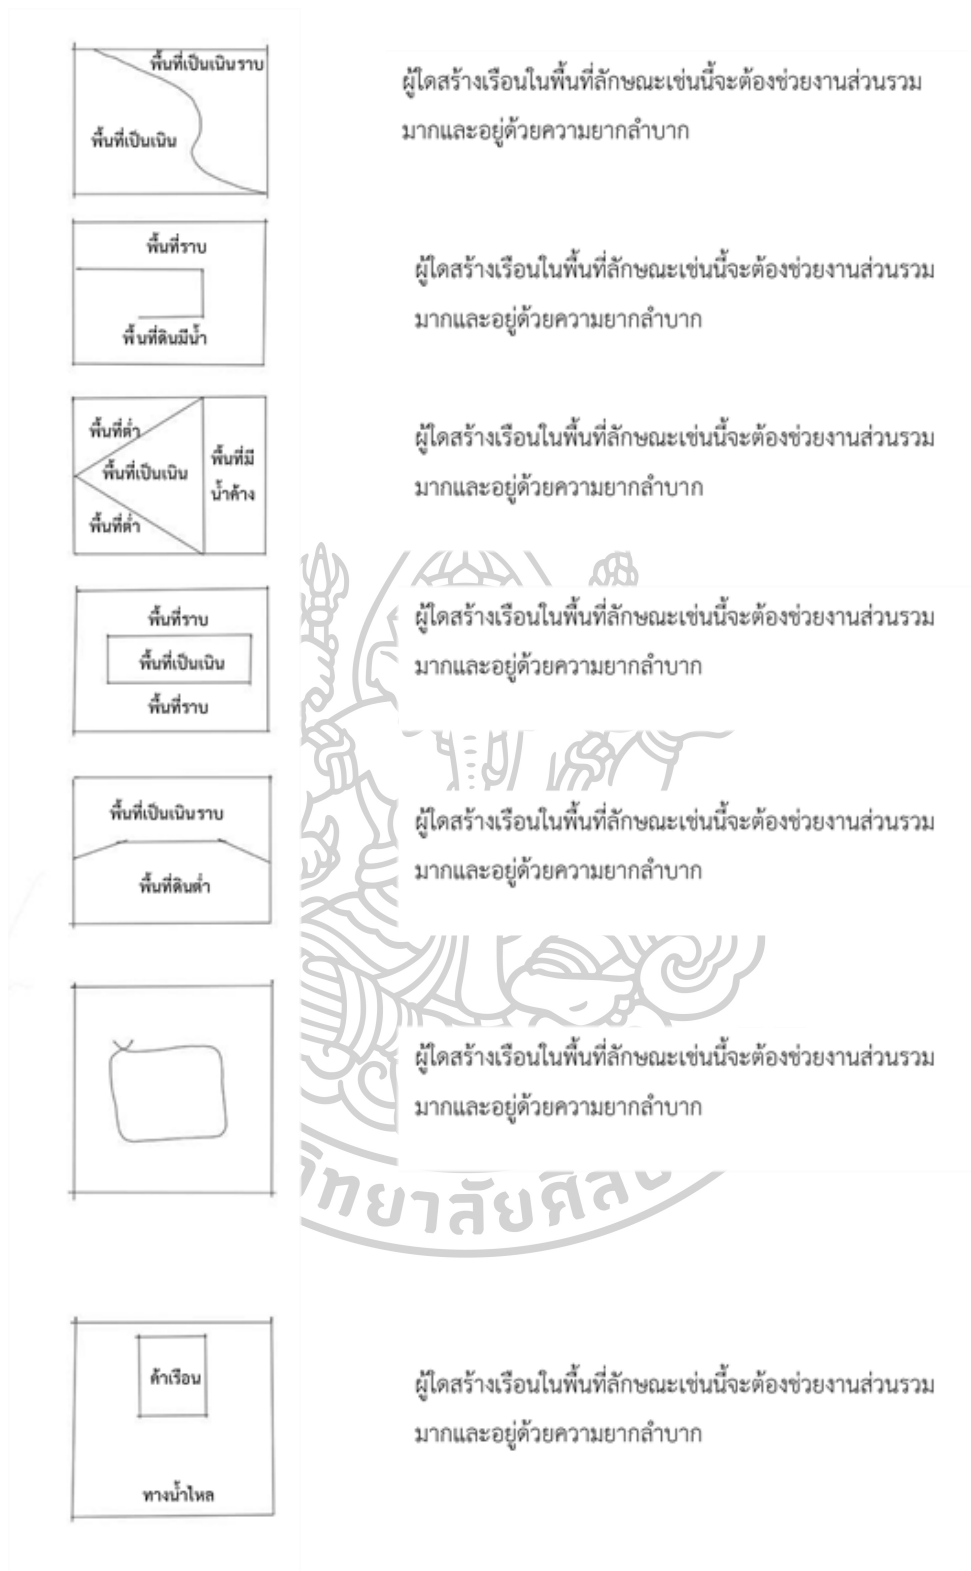 พื้นที่เป็นเนินราบ
พื้นที่เป็นเนิน
ผู้ใดสร้างเรือนในพื้นที่ลักษณะเช่นนี้จะต้องช่วยงานส่วนรวม
มากและอยู่ด้วยความยากลำบาก
พื้นที่ราบ
พื้นที่ดินมีน้ำ
ผู้ใดสร้างเรือนในพื้นที่ลักษณะเช่นนี้จะต้องช่วยงานส่วนรวม
มากและอยู่ด้วยความยากลำบาก
พื้นที่ต่ำ
พื้นที่เป็นเนิน
พื้นที่ต่ำ
พื้นที่มี
น้ำค้าง
ผู้ใดสร้างเรือนในพื้นที่ลักษณะเช่นนี้จะต้องช่วยงานส่วนรวม
มากและอยู่ด้วยความยากลำบาก
พื้นที่ราบ
พื้นที่เป็นเนิน
พื้นที่ราบ
ผู้ใดสร้างเรือนในพื้นที่ลักษณะเช่นนี้จะต้องช่วยงานส่วนรวม
มากและอยู่ด้วยความยากลำบาก
พื้นที่เป็นเนินราบ
พื้นที่ดินต่ำ
ผู้ใดสร้างเรือนในพื้นที่ลักษณะเช่นนี้จะต้องช่วยงานส่วนรวม
มากและอยู่ด้วยความยากลำบาก
ผู้ใดสร้างเรือนในพื้นที่ลักษณะเช่นนี้จะต้องช่วยงานส่วนรวม
มากและอยู่ด้วยความยากลำบาก
ค้าเรือน
ทางน้ำไหล
ผู้ใดสร้างเรือนในพื้นที่ลักษณะเช่นนี้จะต้องช่วยงานส่วนรวม
มากและอยู่ด้วยความยากลำบาก